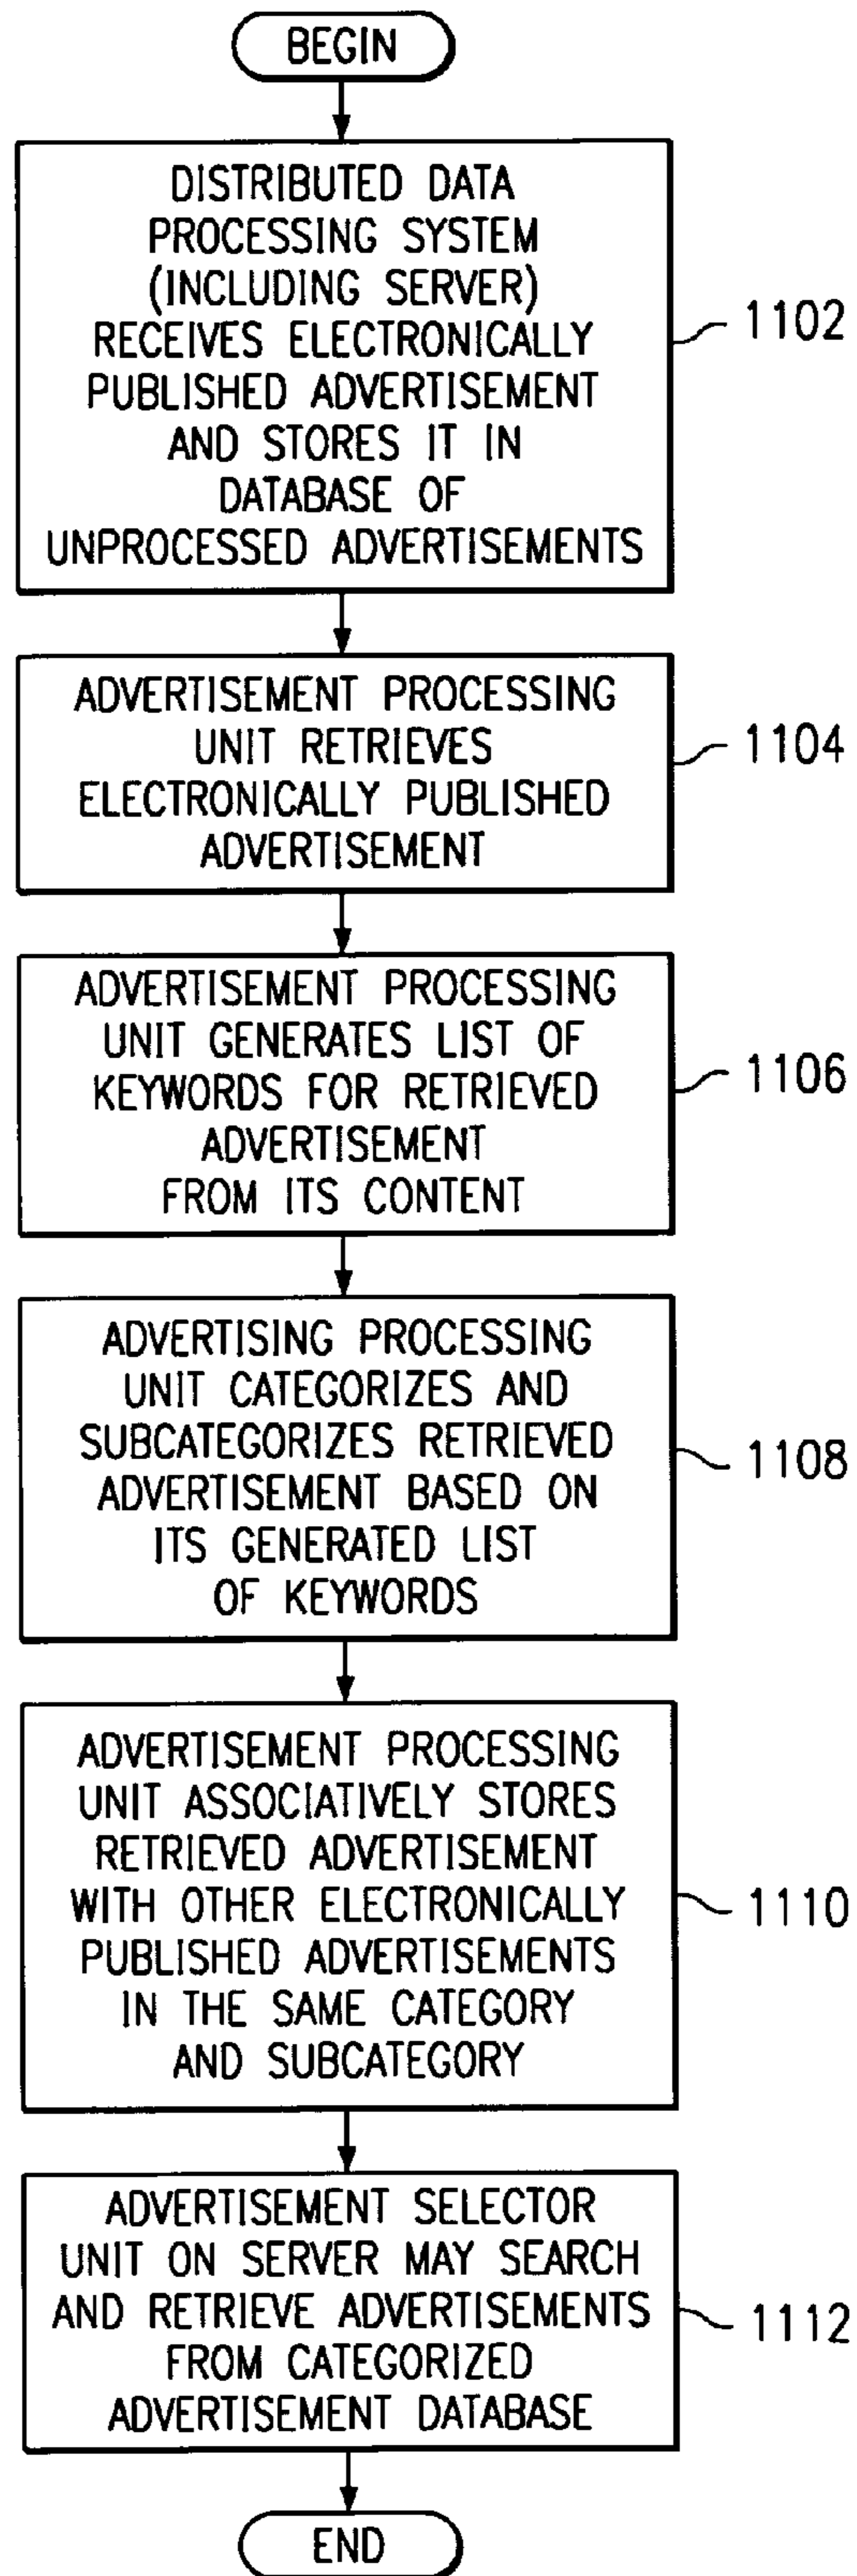 BEGIN
DISTRIBUTED DATA
PROCESSING SYSTEM
(INCLUDING SERVER)
RECEIVES ELECTRONICALLY
PUBLISHED ADVERTISEMENT
AND STORES IT IN
DATABASE OF
UNPROCESSED ADVERTISEMENTS
1102
ADVERTISEMENT PROCESSING
UNIT RETRIEVES
ELECTRONICALLY PUBLISHED
ADVERTISEMENT
1104
ADVERTISEMENT PROCESSING
UNIT GENERATES LIST OF
KEYWORDS FOR RETRIEVED
ADVERTISEMENT
FROM ITS CONTENT
1106
ADVERTISING PROCESSING
UNIT CATEGORIZES AND
SUBCATEGORIZES RETRIEVED
ADVERTISEMENT BASED ON
ITS GENERATED LIST
OF KEYWORDS
1108
ADVERTISEMENT PROCESSING
UNIT ASSOCIATIVELY STORES
RETRIEVED ADVERTISEMENT
WITH OTHER ELECTRONICALLY
PUBLISHED ADVERTISEMENTS
IN THE SAME CATEGORY
AND SUBCATEGORY
1110
ADVERTISEMENT SELECTOR
UNIT ON SERVER MAY SEARCH
AND RETRIEVE ADVERTISEMENTS
FROM CATEGORIZED
ADVERTISEMENT DATABASE
1112
END